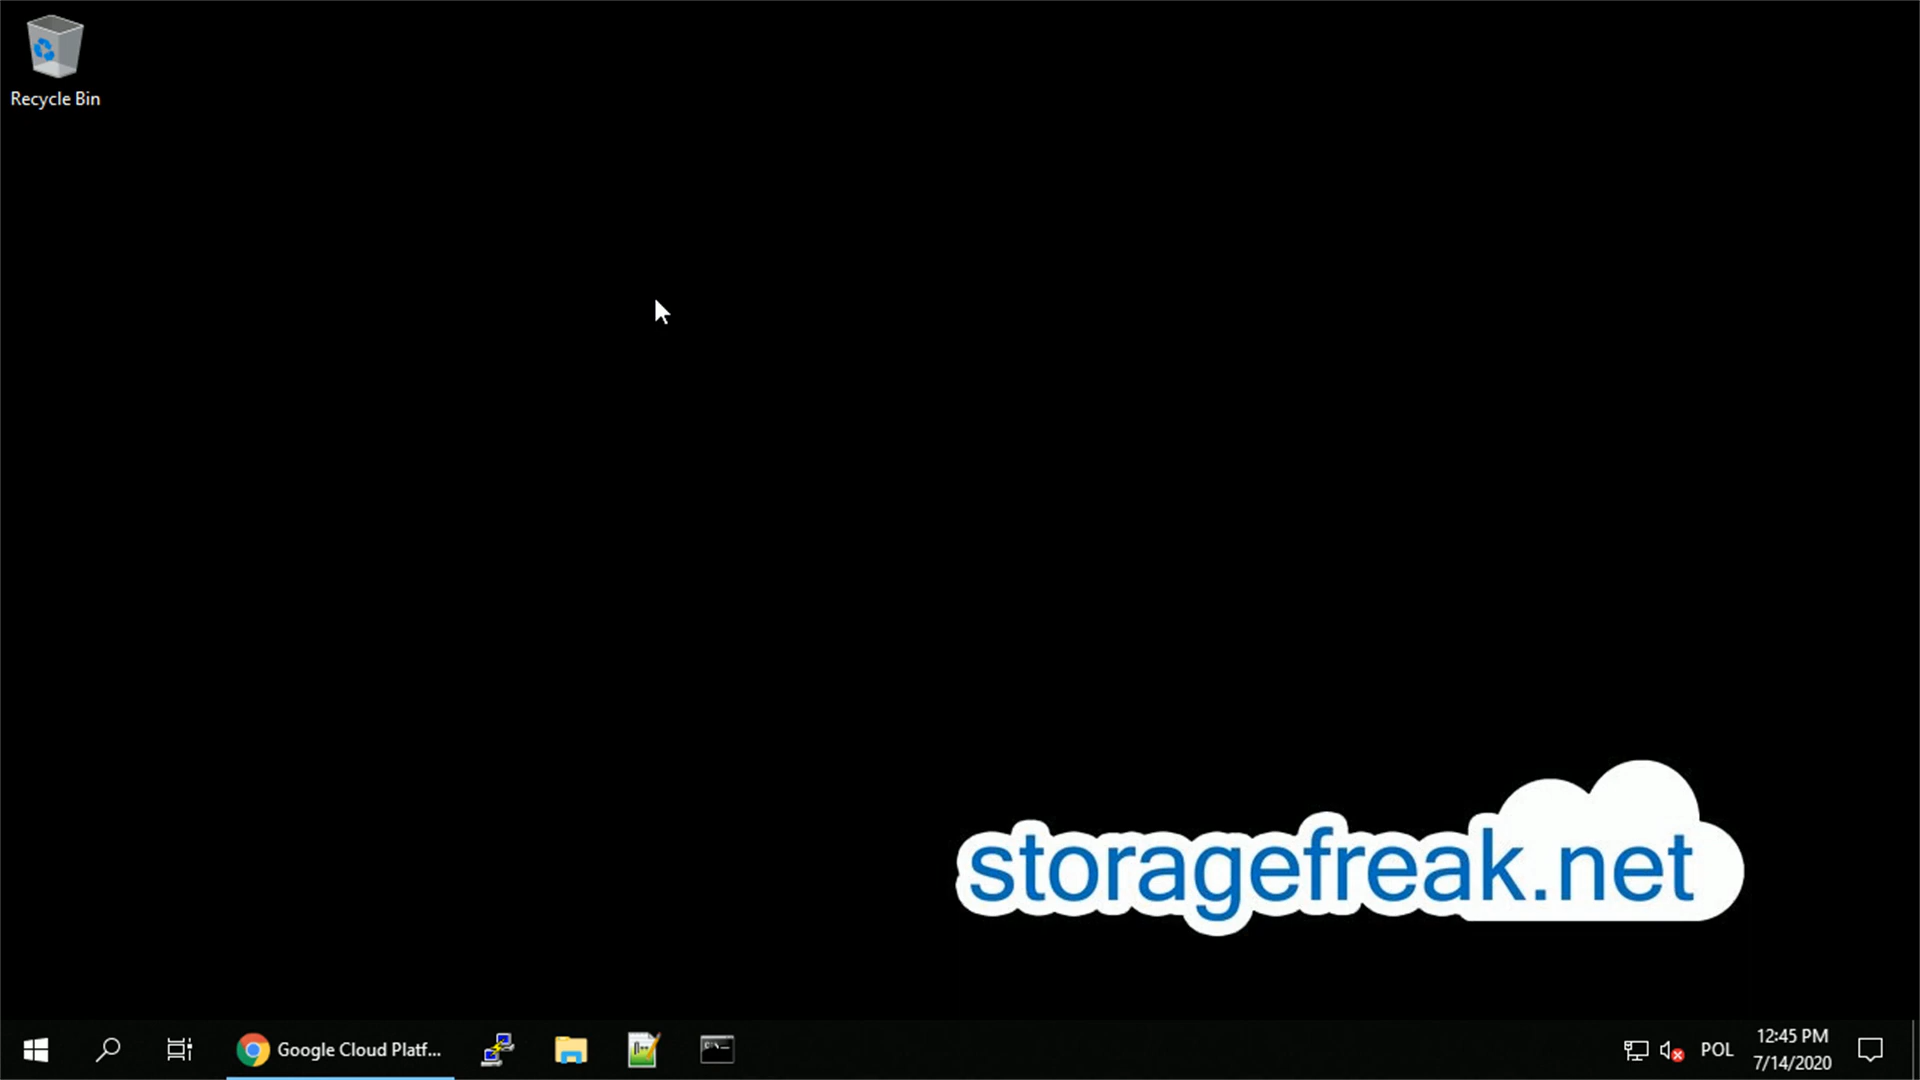 Recycle Bin
storagefreak.net
Google Cloud Platf...
POL
12:45 PM
7/14/2020